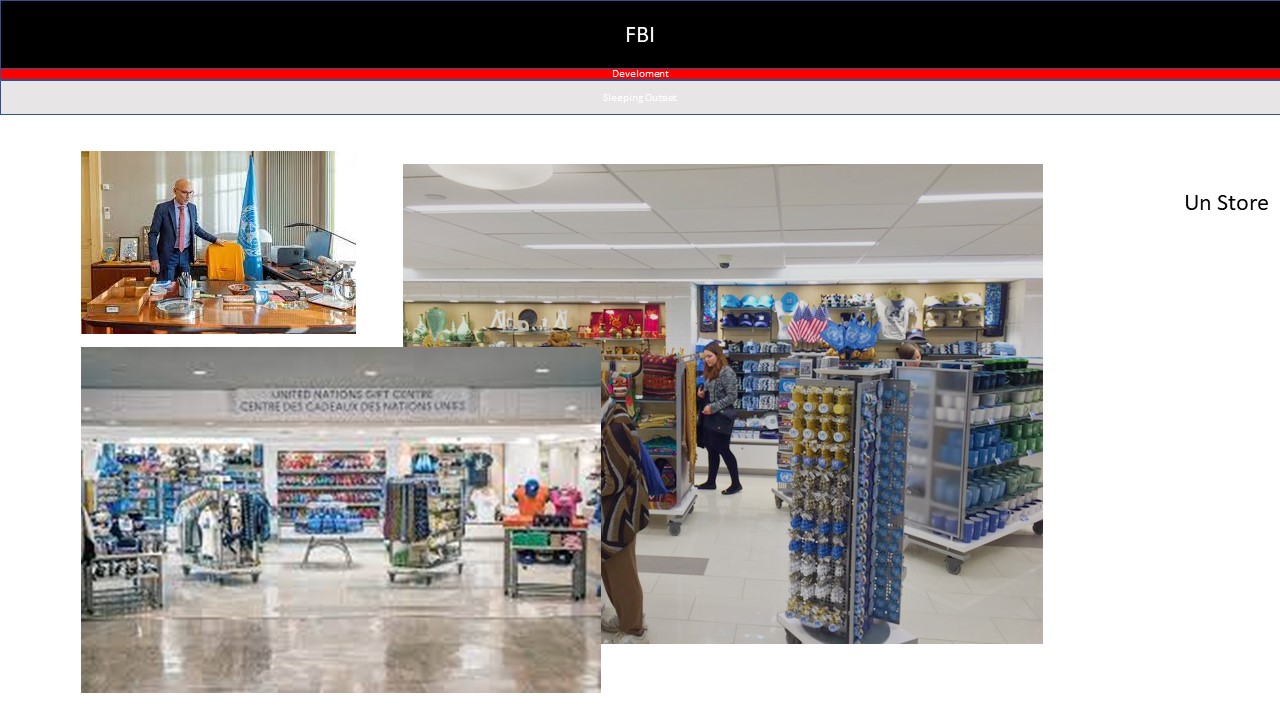 FBI
Develoment
Sleeping Outset
Un Store
UNITED NATIONS GIFT CENTRE
CENTRE DES CADEAUX DES NATIONS UNIES